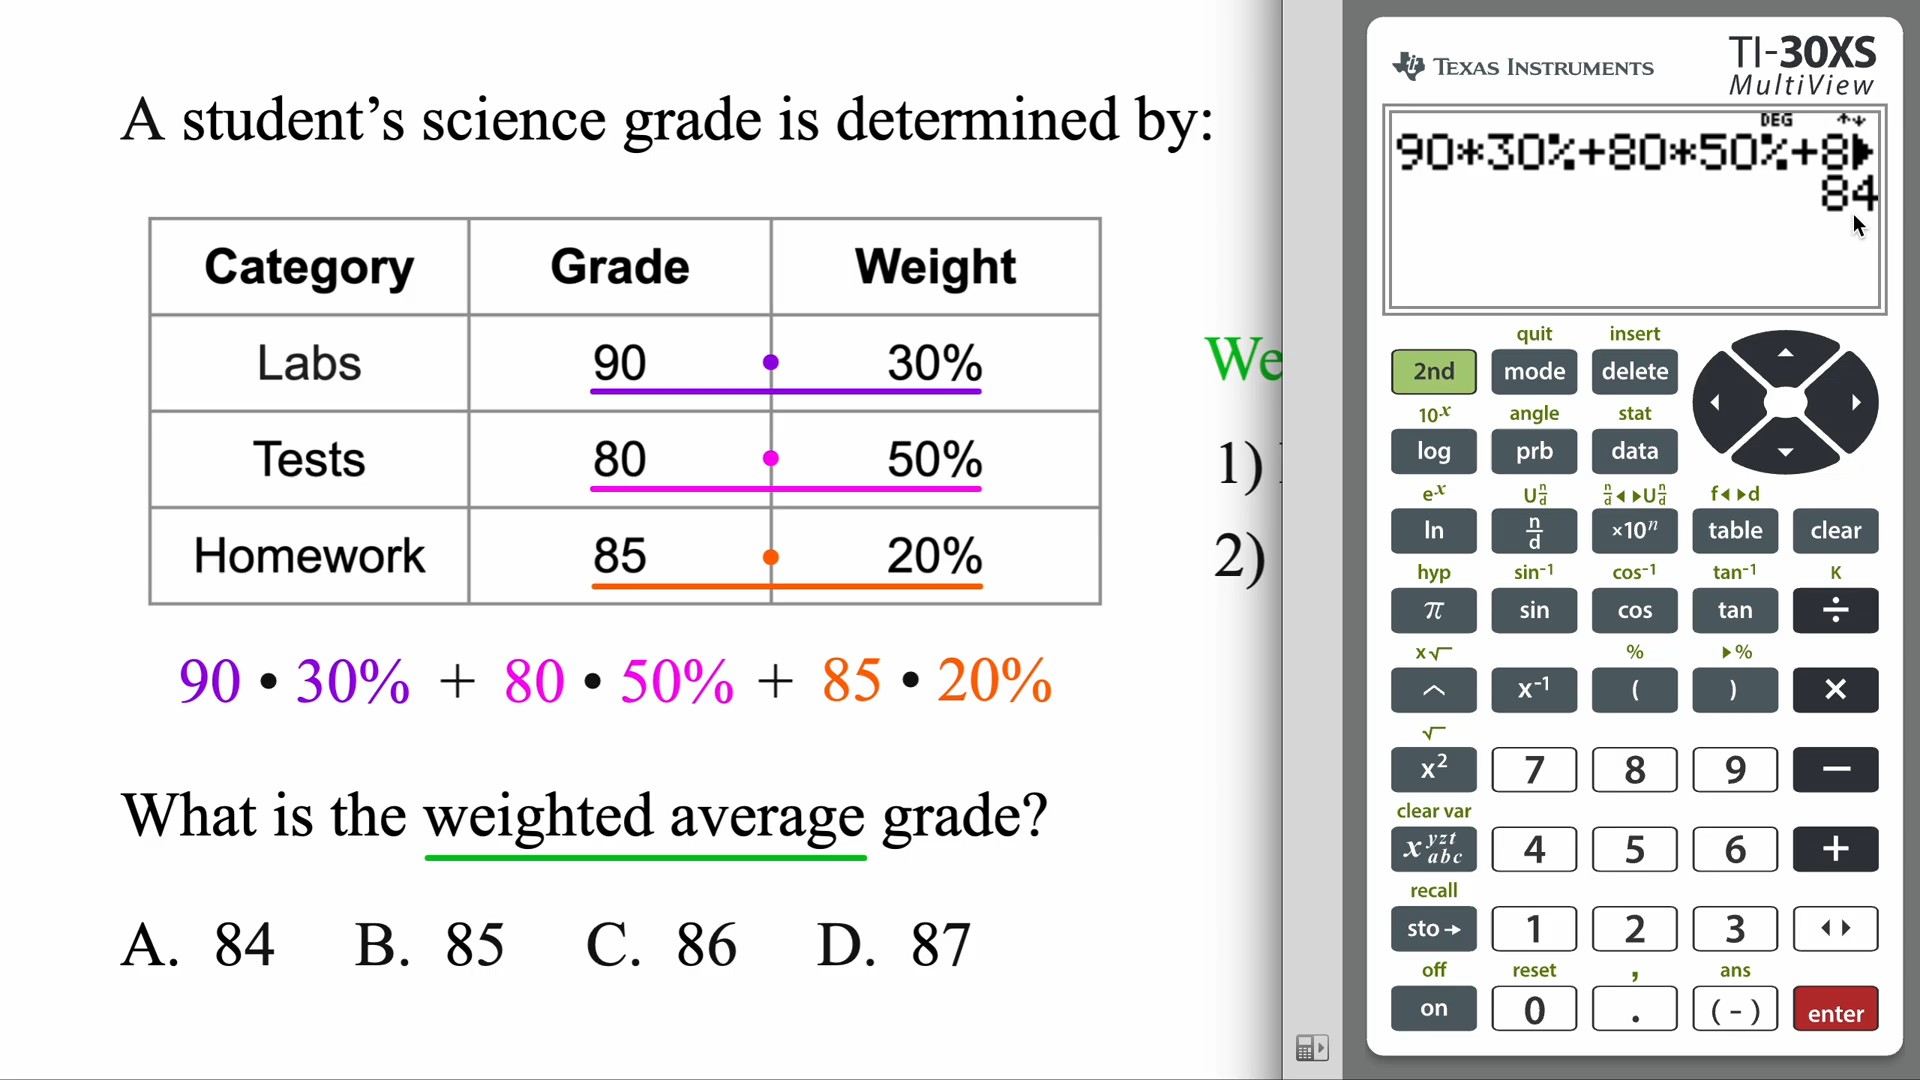 A student’s science grade is determined by:
Category Grade Weight
Labs 90 30%
Tests 80 50%
Homework 85 20%
90 • 30% + 80 • 50% + 85 • 20%
What is the weighted average grade?
A. 84 B. 85 C. 86 D. 87
We
1)
2)
TEXAS INSTRUMENTS
TI-30XS
MultiView
DEG
90*30%+80*50%+8
84
quit insert
2nd mode delete
10ˣ angle stat
log prb data
eˣ U n/d n/d ◂ ▸ U n/d f ◂ ▸ d
ln n/d ×10ⁿ table clear
hyp sin⁻¹ cos⁻¹ tan⁻¹ K
π sin cos tan ÷
x√ % ▸%
^ x⁻¹ ( ) ×
√
x² 7 8 9 −
clear var
x yzt abc 4 5 6 +
recall
sto→ 1 2 3 ◂ ▸
off reset , ans
on 0 . (-) enter